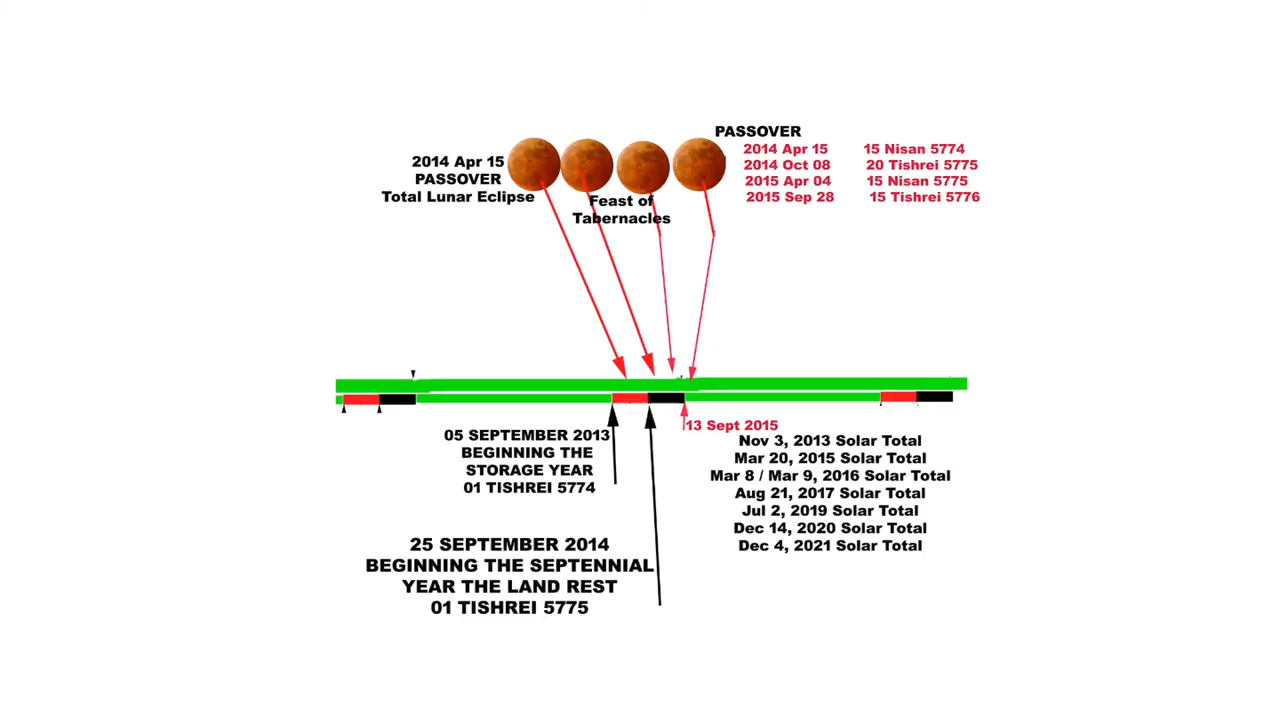 PASSOVER
2014 Apr 15 15 Nisan 5774
2014 Oct 08 20 Tishrei 5775
2015 Apr 04 15 Nisan 5775
2015 Sep 28 15 Tishrei 5776
2014 Apr 15
PASSOVER
Total Lunar Eclipse
Feast of
Tabernacles
13 Sept 2015
05 SEPTEMBER 2013
BEGINNING THE
STORAGE YEAR
01 TISHREI 5774
Nov 3, 2013 Solar Total
Mar 20, 2015 Solar Total
Mar 8 / Mar 9, 2016 Solar Total
Aug 21, 2017 Solar Total
Jul 2, 2019 Solar Total
Dec 14, 2020 Solar Total
Dec 4, 2021 Solar Total
25 SEPTEMBER 2014
BEGINNING THE SEPTENNIAL
YEAR THE LAND REST
01 TISHREI 5775